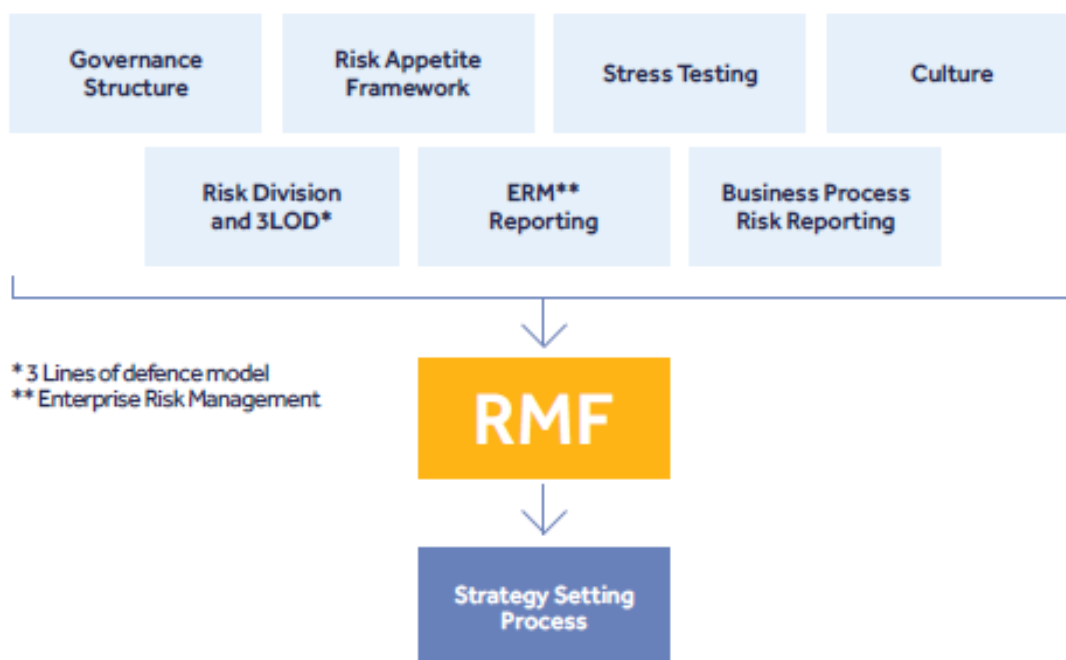 Governance
Structure
Risk Appetite
Framework
Stress Testing
Culture
Risk Division
and 3LOD*
ERM**
Reporting
Business Process
Risk Reporting
* 3 Lines of defence model
** Enterprise Risk Management
RMF
Strategy Setting
Process